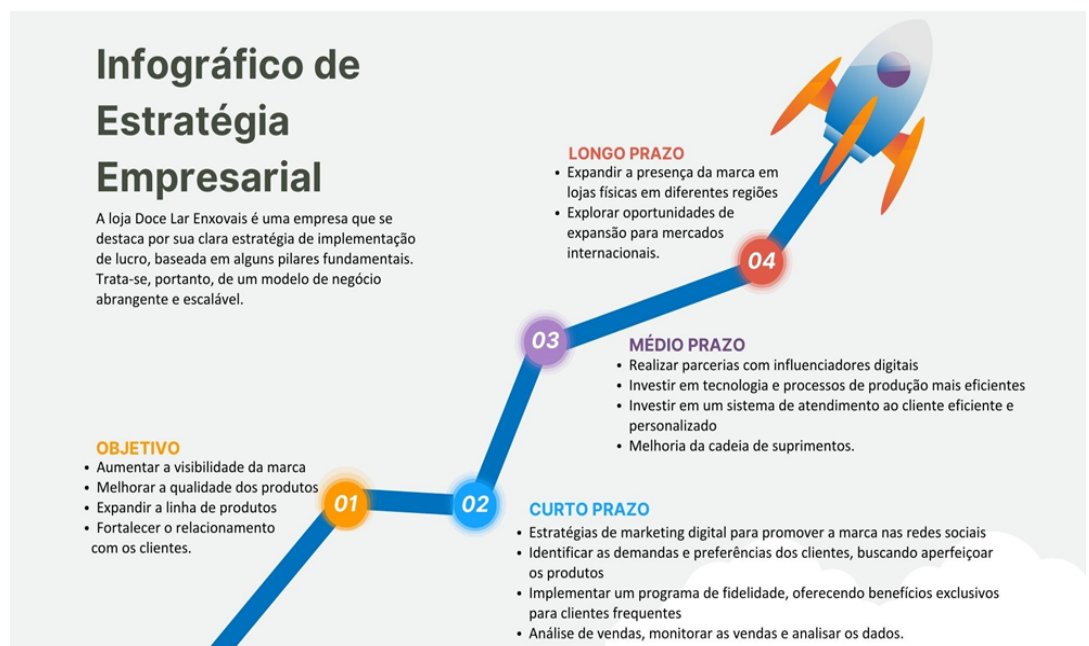 Infográfico de
Estratégia
Empresarial
A loja Doce Lar Enxovais é uma empresa que se
destaca por sua clara estratégia de implementação
de lucro, baseada em alguns pilares fundamentais.
Trata-se, portanto, de um modelo de negócio
abrangente e escalável.
OBJETIVO
• Aumentar a visibilidade da marca
• Melhorar a qualidade dos produtos
• Expandir a linha de produtos
• Fortalecer o relacionamento
com os clientes.
01
02
CURTO PRAZO
• Estratégias de marketing digital para promover a marca nas redes sociais
• Identificar as demandas e preferências dos clientes, buscando aperfeiçoar
os produtos
• Implementar um programa de fidelidade, oferecendo benefícios exclusivos
para clientes frequentes
• Análise de vendas, monitorar as vendas e analisar os dados.
03
MÉDIO PRAZO
• Realizar parcerias com influenciadores digitais
• Investir em tecnologia e processos de produção mais eficientes
• Investir em um sistema de atendimento ao cliente eficiente e
personalizado
• Melhoria da cadeia de suprimentos.
04
LONGO PRAZO
• Expandir a presença da marca em
lojas físicas em diferentes regiões
• Explorar oportunidades de
expansão para mercados
internacionais.